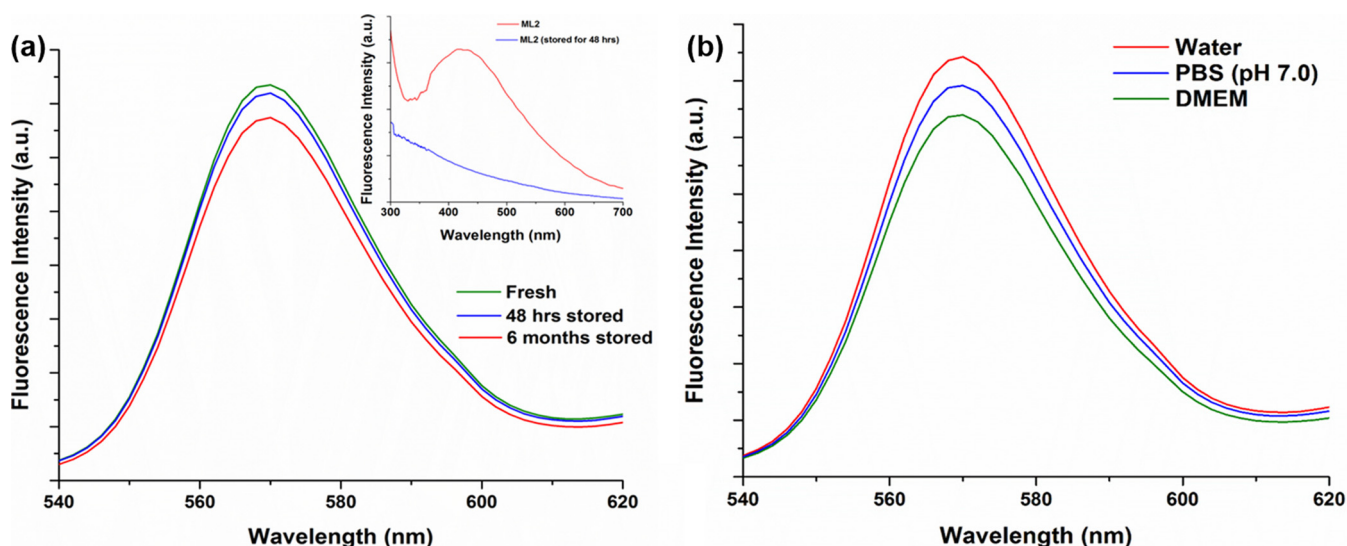 (a)
Fluorescence Intensity (a.u.)
Fluorescence Intensity (a.u.)
ML2
ML2 (stored for 48 hrs)
300 400 500 600 700
Wavelength (nm)
Fresh
48 hrs stored
6 months stored
540 560 580 600 620
Wavelength (nm)
(b)
Fluorescence Intensity (a.u.)
Water
PBS (pH 7.0)
DMEM
540 560 580 600 620
Wavelength (nm)